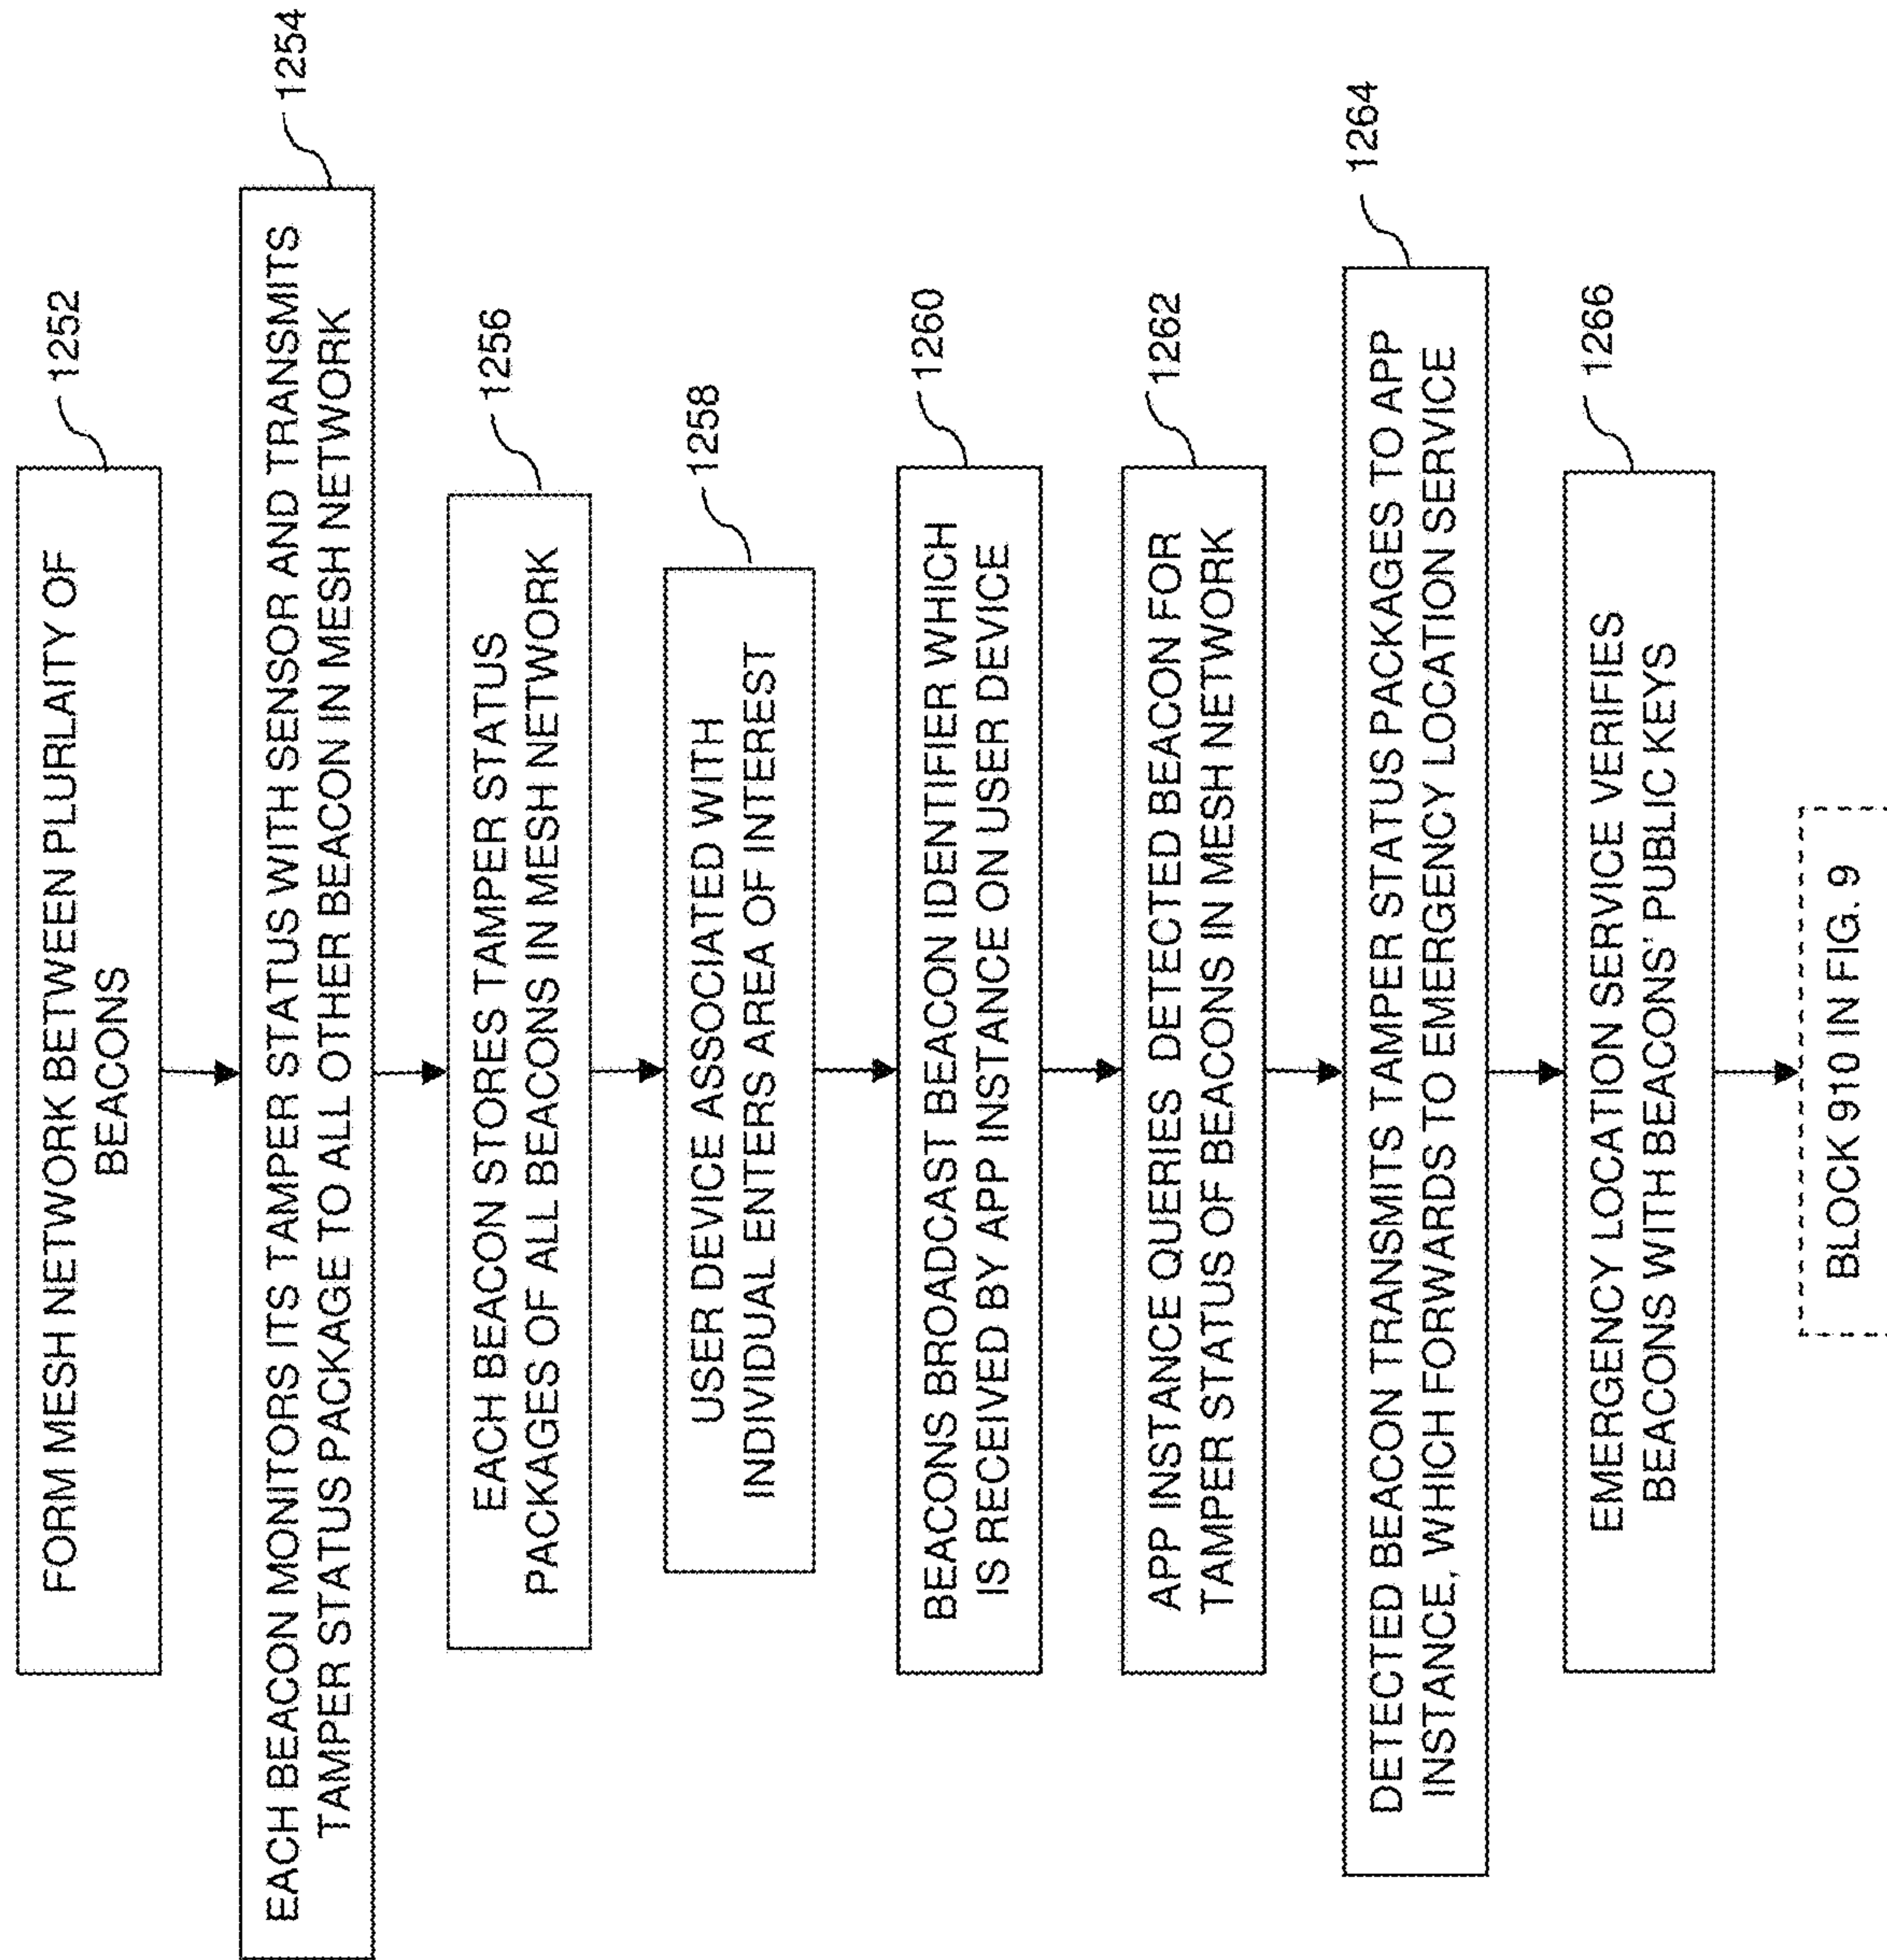 FORM MESH NETWORK BETWEEN PLURLAITY OF
BEACONS
1252
EACH BEACON MONITORS ITS TAMPER STATUS WITH SENSOR AND TRANSMITS
TAMPER STATUS PACKAGE TO ALL OTHER BEACON IN MESH NETWORK
1254
EACH BEACON STORES TAMPER STATUS
PACKAGES OF ALL BEACONS IN MESH NETWORK
1256
USER DEVICE ASSOCIATED WITH
INDIVIDUAL ENTERS AREA OF INTEREST
1258
BEACONS BROADCAST BEACON IDENTIFIER WHICH
IS RECEIVED BY APP INSTANCE ON USER DEVICE
1260
APP INSTANCE QUERIES DETECTED BEACON FOR
TAMPER STATUS OF BEACONS IN MESH NETWORK
1262
DETECTED BEACON TRANSMITS TAMPER STATUS PACKAGES TO APP
INSTANCE, WHICH FORWARDS TO EMERGENCY LOCATION SERVICE
1264
EMERGENCY LOCATION SERVICE VERIFIES
BEACONS WITH BEACONS' PUBLIC KEYS
1266
BLOCK 910 IN FIG. 9